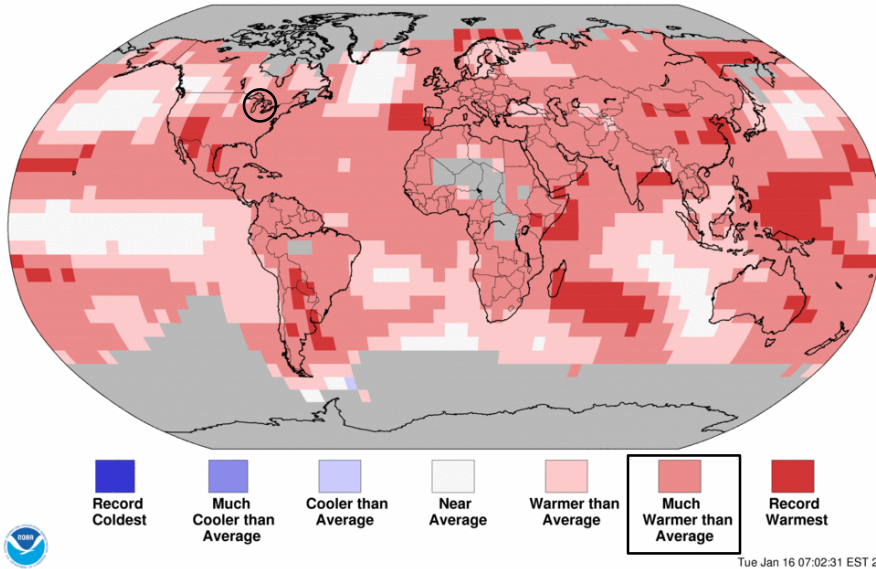 Record
Coldest
Much
Cooler than
Average
Cooler than
Average
Near
Average
Warmer than
Average
Much
Warmer than
Average
Record
Warmest
NOAA
Tue Jan 16 07:02:31 EST 2